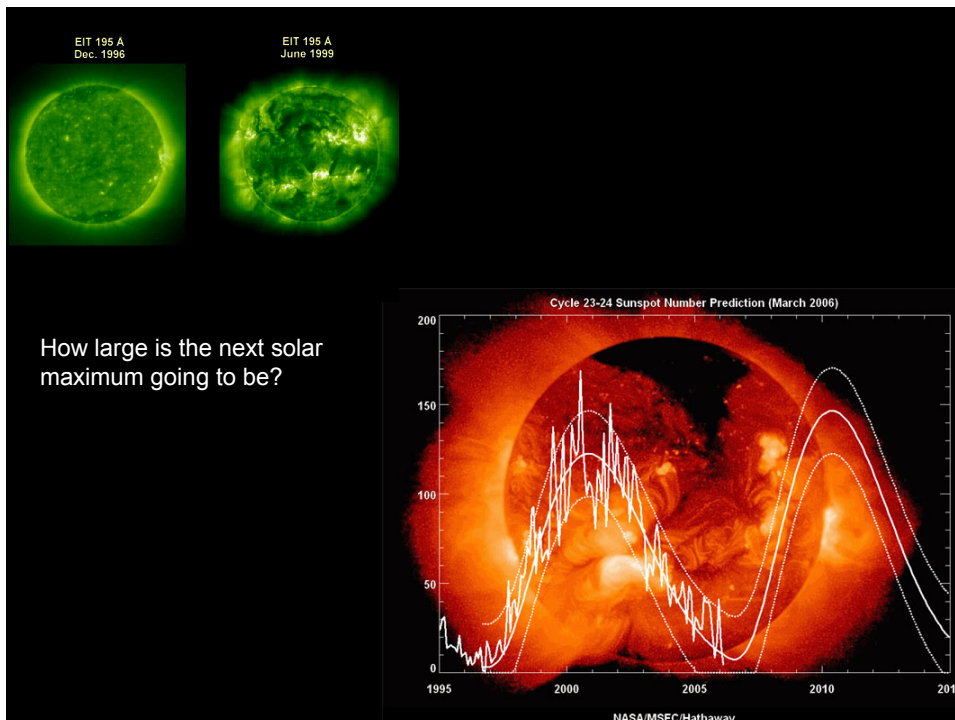 EIT 195 Å
Dec. 1996
EIT 195 Å
June 1999
How large is the next solar
maximum going to be?
Cycle 23-24 Sunspot Number Prediction (March 2006)
200
150
100
50
0
1995
2000
2005
2010
201
NASA/MSFC/Hathaway